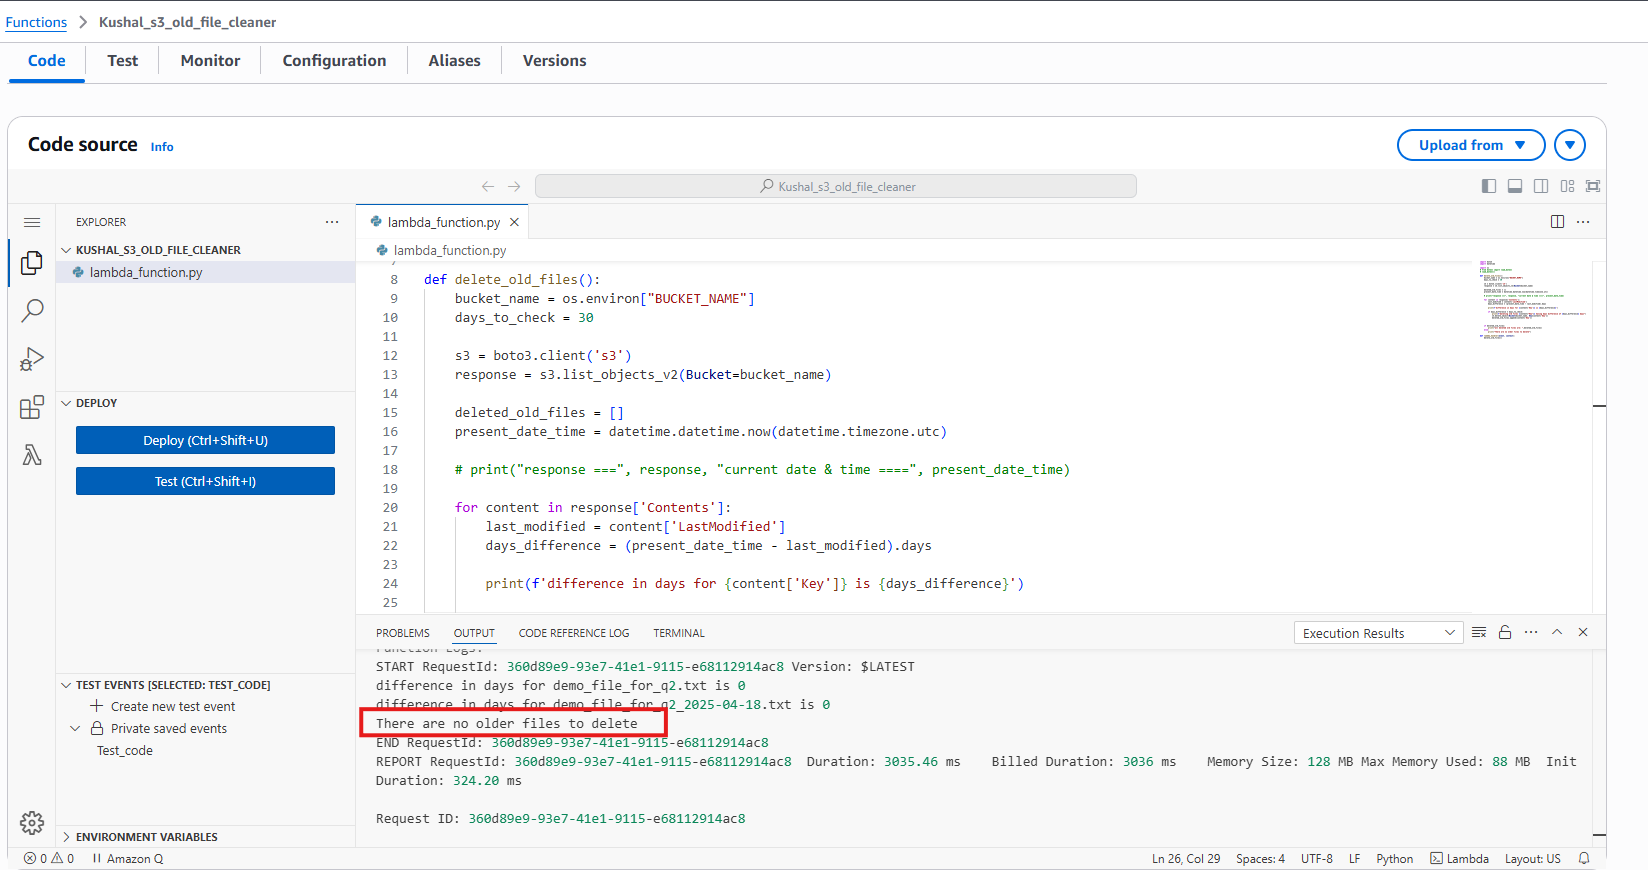 Functions > Kushal_s3_old_file_cleaner
Code Test Monitor Configuration Aliases Versions
Code source Info
Upload from
Kushal_s3_old_file_cleaner
EXPLORER
KUSHAL_S3_OLD_FILE_CLEANER
lambda_function.py
DEPLOY
Deploy (Ctrl+Shift+U)
Test (Ctrl+Shift+I)
TEST EVENTS [SELECTED: TEST_CODE]
Create new test event
Private saved events
Test_code
ENVIRONMENT VARIABLES
lambda_function.py
lambda_function.py
8 def delete_old_files():
9 bucket_name = os.environ["BUCKET_NAME"]
10 days_to_check = 30
11
12 s3 = boto3.client('s3')
13 response = s3.list_objects_v2(Bucket=bucket_name)
14
15 deleted_old_files = []
16 present_date_time = datetime.datetime.now(datetime.timezone.utc)
17
18 # print("response ===", response, "current date & time ====", present_date_time)
19
20 for content in response['Contents']:
21 last_modified = content['LastModified']
22 days_difference = (present_date_time - last_modified).days
23
24 print(f'difference in days for {content['Key']} is {days_difference}')
25
PROBLEMS OUTPUT CODE REFERENCE LOG TERMINAL
Execution Results
Function Logs:
START RequestId: 360d89e9-93e7-41e1-9115-e68112914ac8 Version: $LATEST
difference in days for demo_file_for_q2.txt is 0
difference in days for demo_file_for_q2_2025-04-18.txt is 0
There are no older files to delete
END RequestId: 360d89e9-93e7-41e1-9115-e68112914ac8
REPORT RequestId: 360d89e9-93e7-41e1-9115-e68112914ac8 Duration: 3035.46 ms Billed Duration: 3036 ms Memory Size: 128 MB Max Memory Used: 88 MB Init
Duration: 324.20 ms
Request ID: 360d89e9-93e7-41e1-9115-e68112914ac8
0 0 Amazon Q
Ln 26, Col 29 Spaces: 4 UTF-8 LF Python Lambda Layout: US